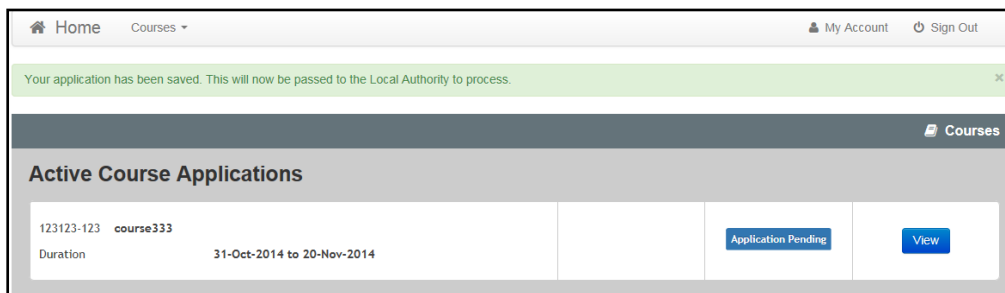 Home Courses My Account Sign Out
Your application has been saved. This will now be passed to the Local Authority to process. ×
Courses
Active Course Applications
123123-123 course333
Application Pending View
Duration 31-Oct-2014 to 20-Nov-2014